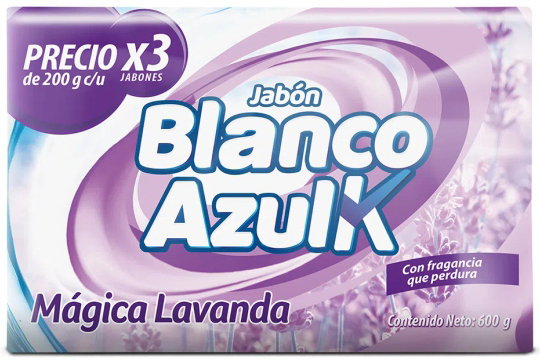 PRECIO X3
de 200 g c/u JABONES
Jabón
Blanco
AzulK
Con fragancia
que perdura
Mágica Lavanda
Contenido Neto: 600 g